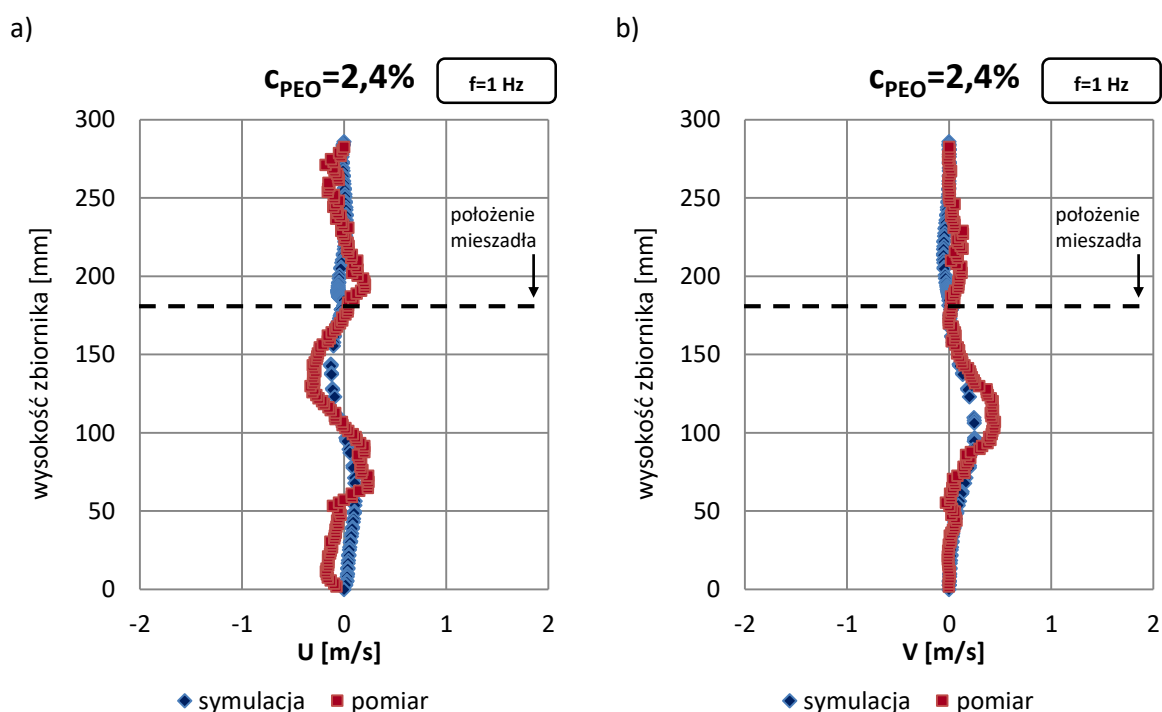 a)
c_PEO=2,4%
f=1 Hz
300
250
200
150
100
50
0
wysokość zbiornika [mm]
położenie
mieszadła
-2 -1 0 1 2
U [m/s]
symulacja pomiar
b)
c_PEO=2,4%
f=1 Hz
300
250
200
150
100
50
0
wysokość zbiornika [mm]
położenie
mieszadła
-2 -1 0 1 2
V [m/s]
symulacja pomiar